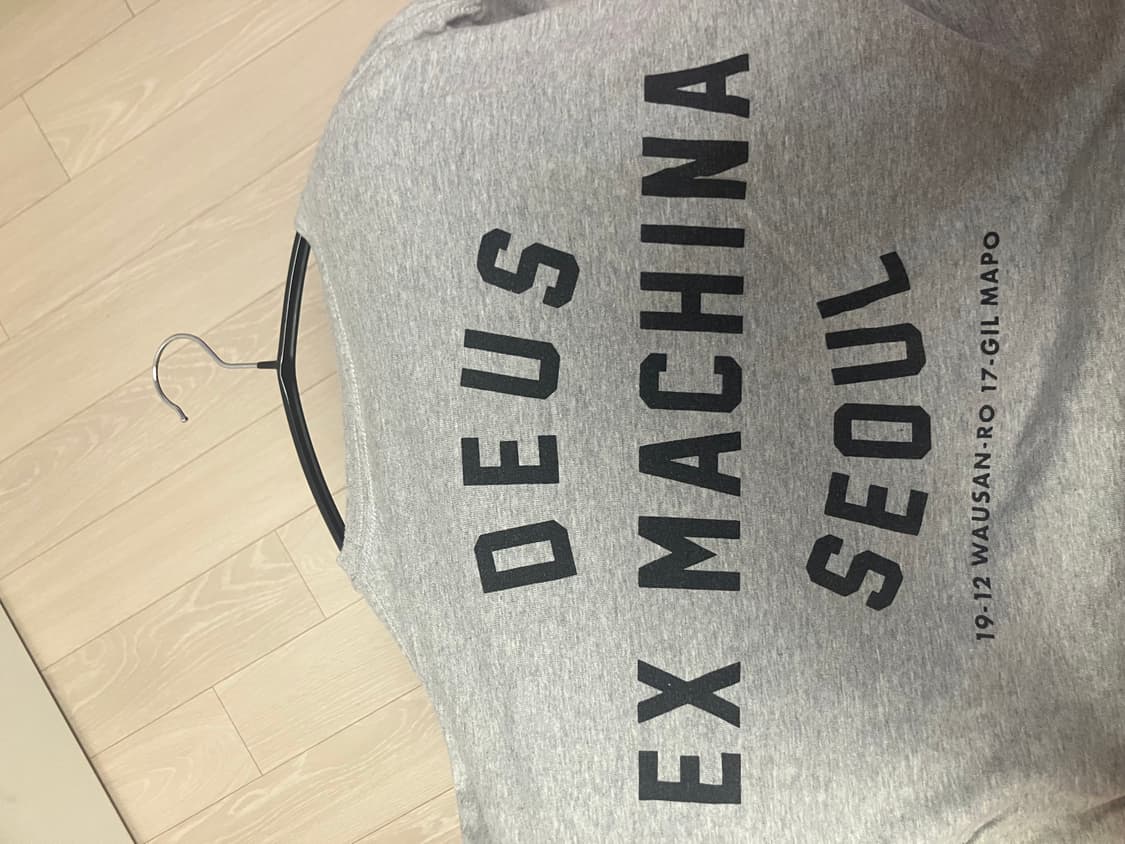 DEUS
EX MACHINA
SEOUL
19-12 WAUSAN-RO 17-GIL MAPO